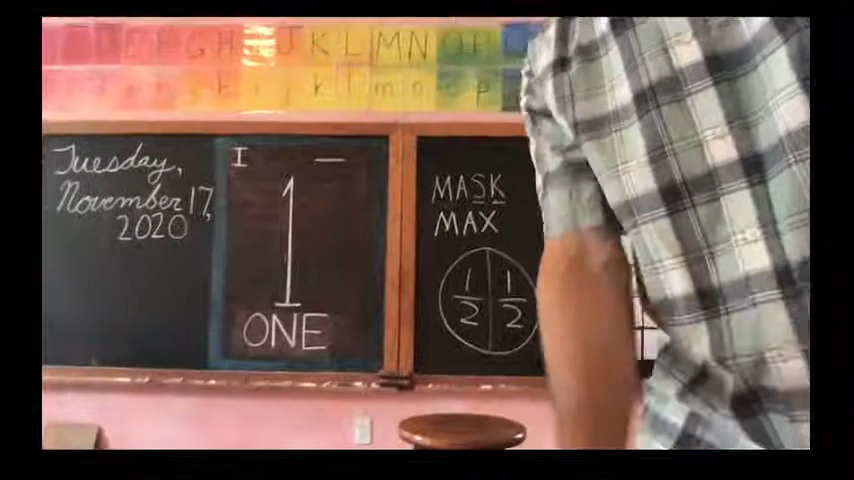 D E F G H I J K L M N O P
h i j k l m n o p
Tuesday,
November 17,
2020
I —
1
ONE
MASK
MAX
1/2 1/2